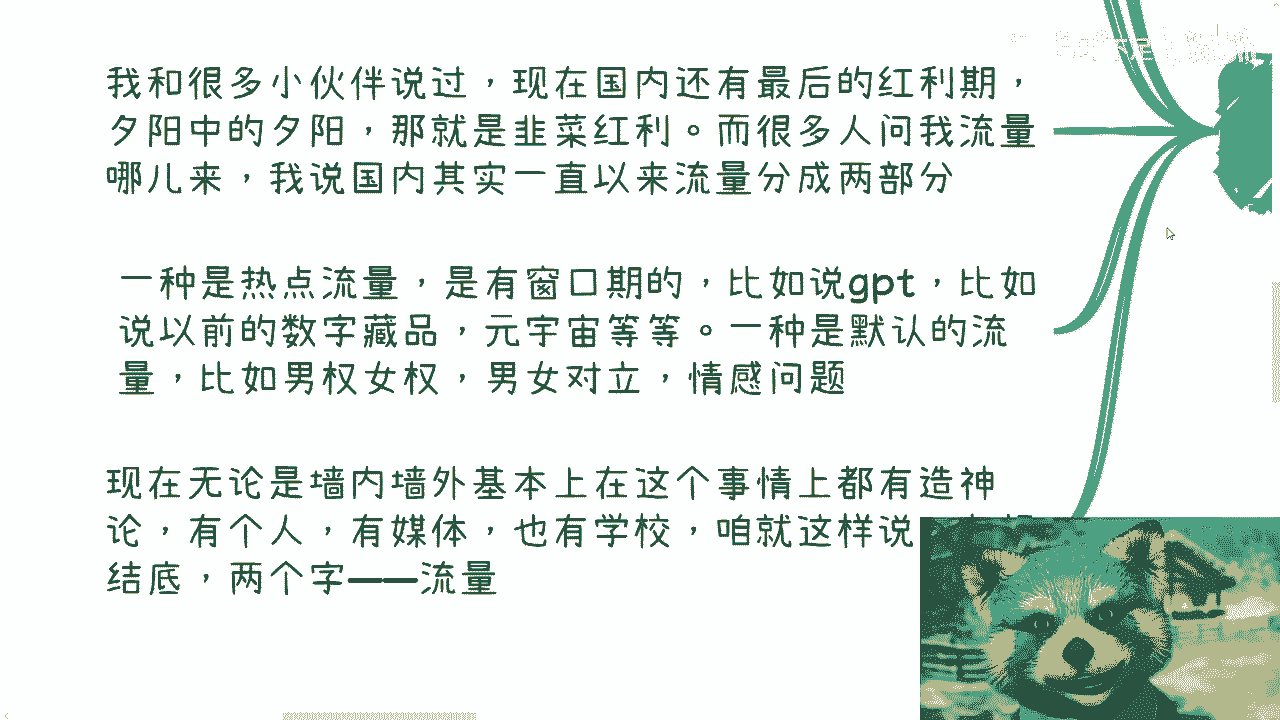 我和很多小伙伴说过，现在国内还有最后的红利期，
夕阳中的夕阳，那就是韭菜红利。而很多人问我流量
哪儿来，我说国内其实一直以来流量分成两部分
一种是热点流量，是有窗口期的，比如说gpt，比如
说以前的数字藏品，元宇宙等等。一种是默认的流
量，比如男权女权，男女对立，情感问题
现在无论是墙内墙外基本上在这个事情上都有造神
论，有个人，有媒体，也有学校，咱就这样说
结底，两个字——流量